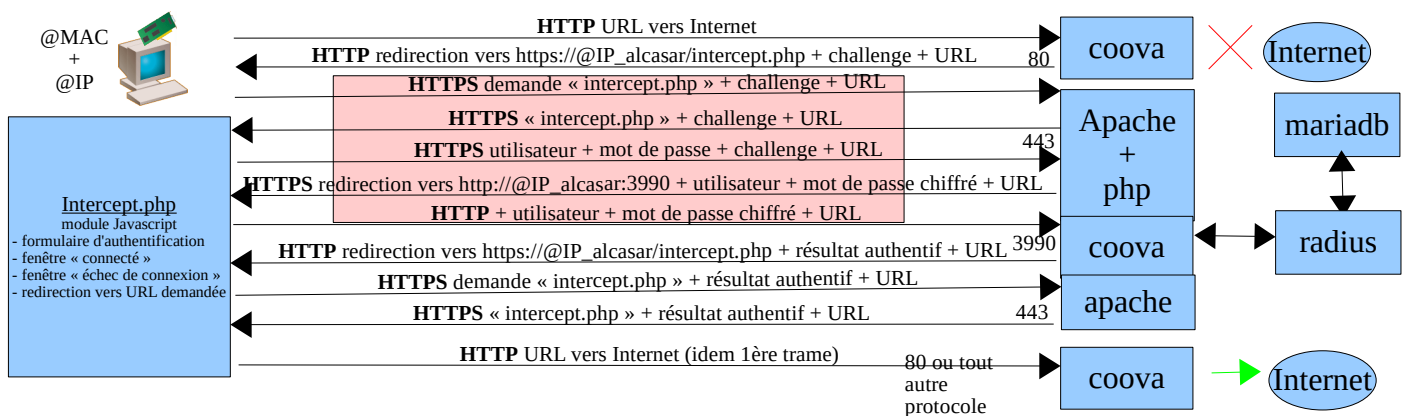 @MAC
+
@IP
HTTP URL vers Internet
HTTP redirection vers https://@IP_alcasar/intercept.php + challenge + URL
80
coova
Internet
HTTPS demande « intercept.php » + challenge + URL
HTTPS « intercept.php » + challenge + URL
443
HTTPS utilisateur + mot de passe + challenge + URL
HTTPS redirection vers http://@IP_alcasar:3990 + utilisateur + mot de passe chiffré + URL
HTTP + utilisateur + mot de passe chiffré + URL
Apache
+
php
mariadb
Intercept.php
module Javascript
- formulaire d'authentification
- fenêtre « connecté »
- fenêtre « échec de connexion »
- redirection vers URL demandée
HTTP redirection vers https://@IP_alcasar/intercept.php + résultat authentif + URL
3990
coova
radius
HTTPS demande « intercept.php » + résultat authentif + URL
HTTPS « intercept.php » + résultat authentif + URL
443
apache
HTTP URL vers Internet (idem 1ère trame)
80 ou tout
autre
protocole
coova
Internet